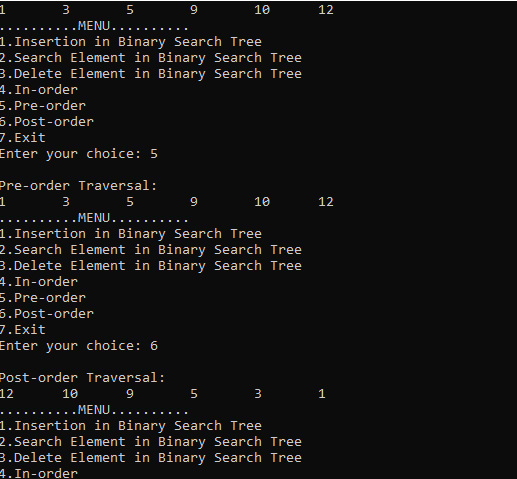 1 3 5 9 10 12
..........MENU..........
1.Insertion in Binary Search Tree
2.Search Element in Binary Search Tree
3.Delete Element in Binary Search Tree
4.In-order
5.Pre-order
6.Post-order
7.Exit
Enter your choice: 5
Pre-order Traversal:
1 3 5 9 10 12
..........MENU..........
1.Insertion in Binary Search Tree
2.Search Element in Binary Search Tree
3.Delete Element in Binary Search Tree
4.In-order
5.Pre-order
6.Post-order
7.Exit
Enter your choice: 6
Post-order Traversal:
12 10 9 5 3 1
..........MENU..........
1.Insertion in Binary Search Tree
2.Search Element in Binary Search Tree
3.Delete Element in Binary Search Tree
4.In-order